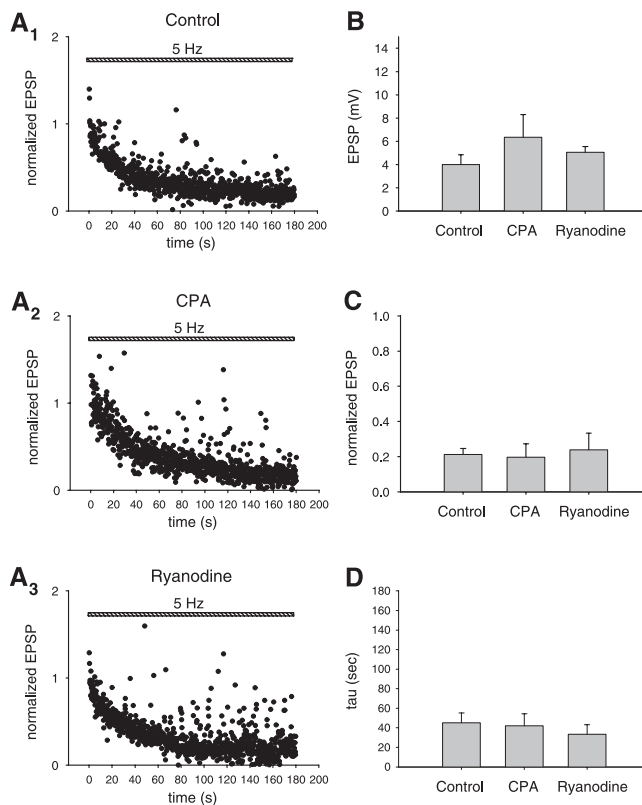 A1
Control
5 Hz
normalized EPSP
2
1
0
0 20 40 60 80 100 120 140 160 180 200
time (s)
B
EPSP (mV)
14
12
10
8
6
4
2
0
Control CPA Ryanodine
A2
CPA
5 Hz
normalized EPSP
2
1
0
0 20 40 60 80 100 120 140 160 180 200
time (s)
C
normalized EPSP
1.0
0.8
0.6
0.4
0.2
0.0
Control CPA Ryanodine
A3
Ryanodine
5 Hz
normalized EPSP
2
1
0
0 20 40 60 80 100 120 140 160 180 200
time (s)
D
tau (sec)
180
160
140
120
100
80
60
40
20
0
Control CPA Ryanodine